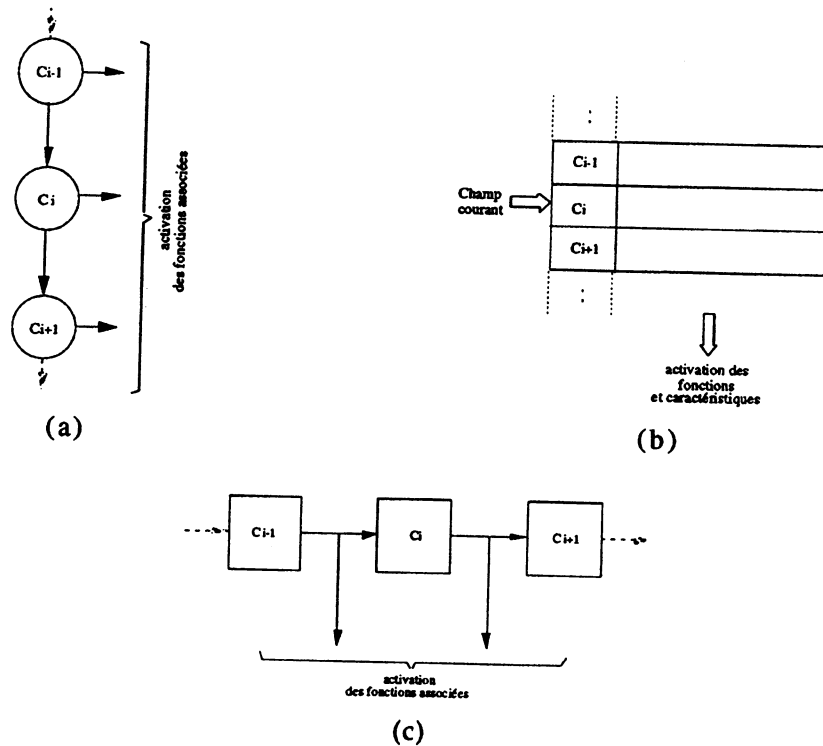 Ci-1
Ci
Ci+1
activation
des fonctions associées
(a)
:
Ci-1
Champ
courant
Ci
Ci+1
:
activation des
fonctions
et caractéristiques
(b)
Ci-1
Ci
Ci+1
activation
des fonctions associées
(c)